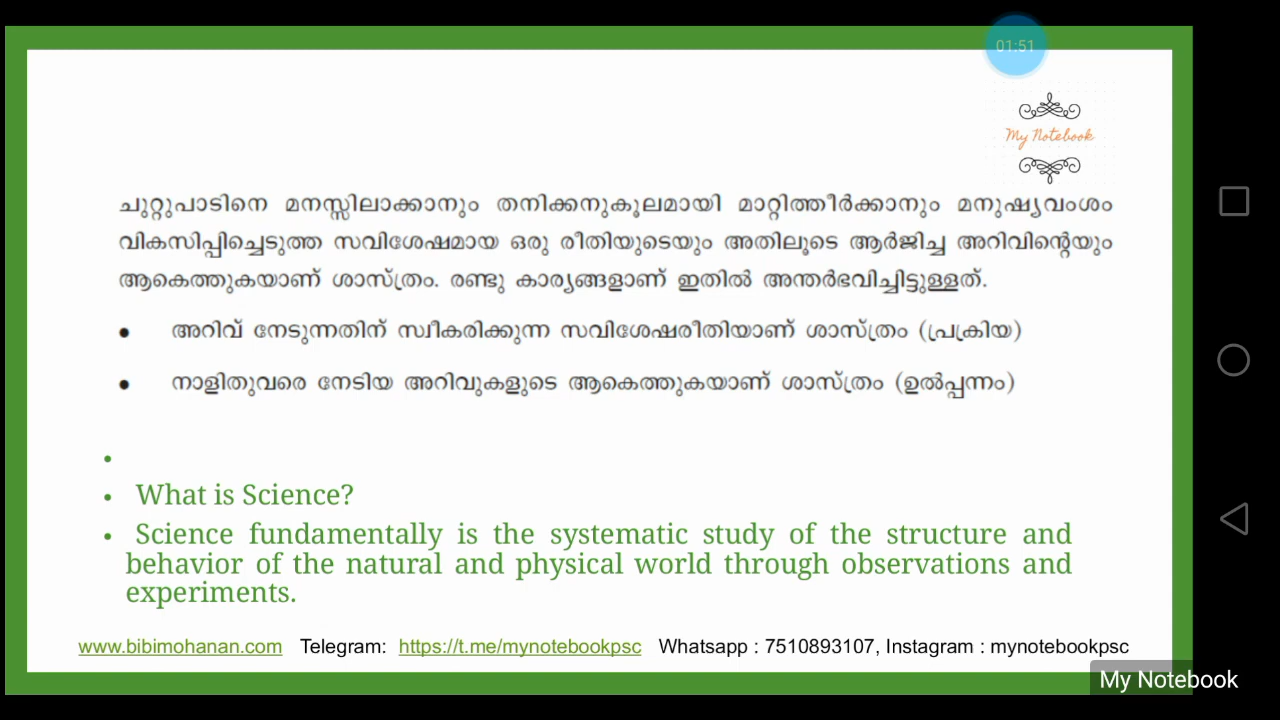 01:51
My Notebook
ചുറ്റുപാടിനെ മനസ്സിലാക്കാനും തനിക്കനുകൂലമായി മാറ്റിത്തീർക്കാനും മനുഷ്യവംശം
വികസിപ്പിച്ചെടുത്ത സവിശേഷമായ ഒരു രീതിയുടെയും അതിലൂടെ ആർജിച്ച അറിവിന്റെയും
ആകെത്തുകയാണ് ശാസ്ത്രം. രണ്ടു കാര്യങ്ങളാണ് ഇതിൽ അന്തർഭവിച്ചിട്ടുള്ളത്.
• അറിവ് നേടുന്നതിന് സ്വീകരിക്കുന്ന സവിശേഷരീതിയാണ് ശാസ്ത്രം (പ്രക്രിയ)
• നാളിതുവരെ നേടിയ അറിവുകളുടെ ആകെത്തുകയാണ് ശാസ്ത്രം (ഉൽപ്പന്നം)
•
• What is Science?
• Science fundamentally is the systematic study of the structure and
behavior of the natural and physical world through observations and
experiments.
www.bibimohanan.com Telegram: https://t.me/mynotebookpsc Whatsapp : 7510893107, Instagram : mynotebookpsc
My Notebook